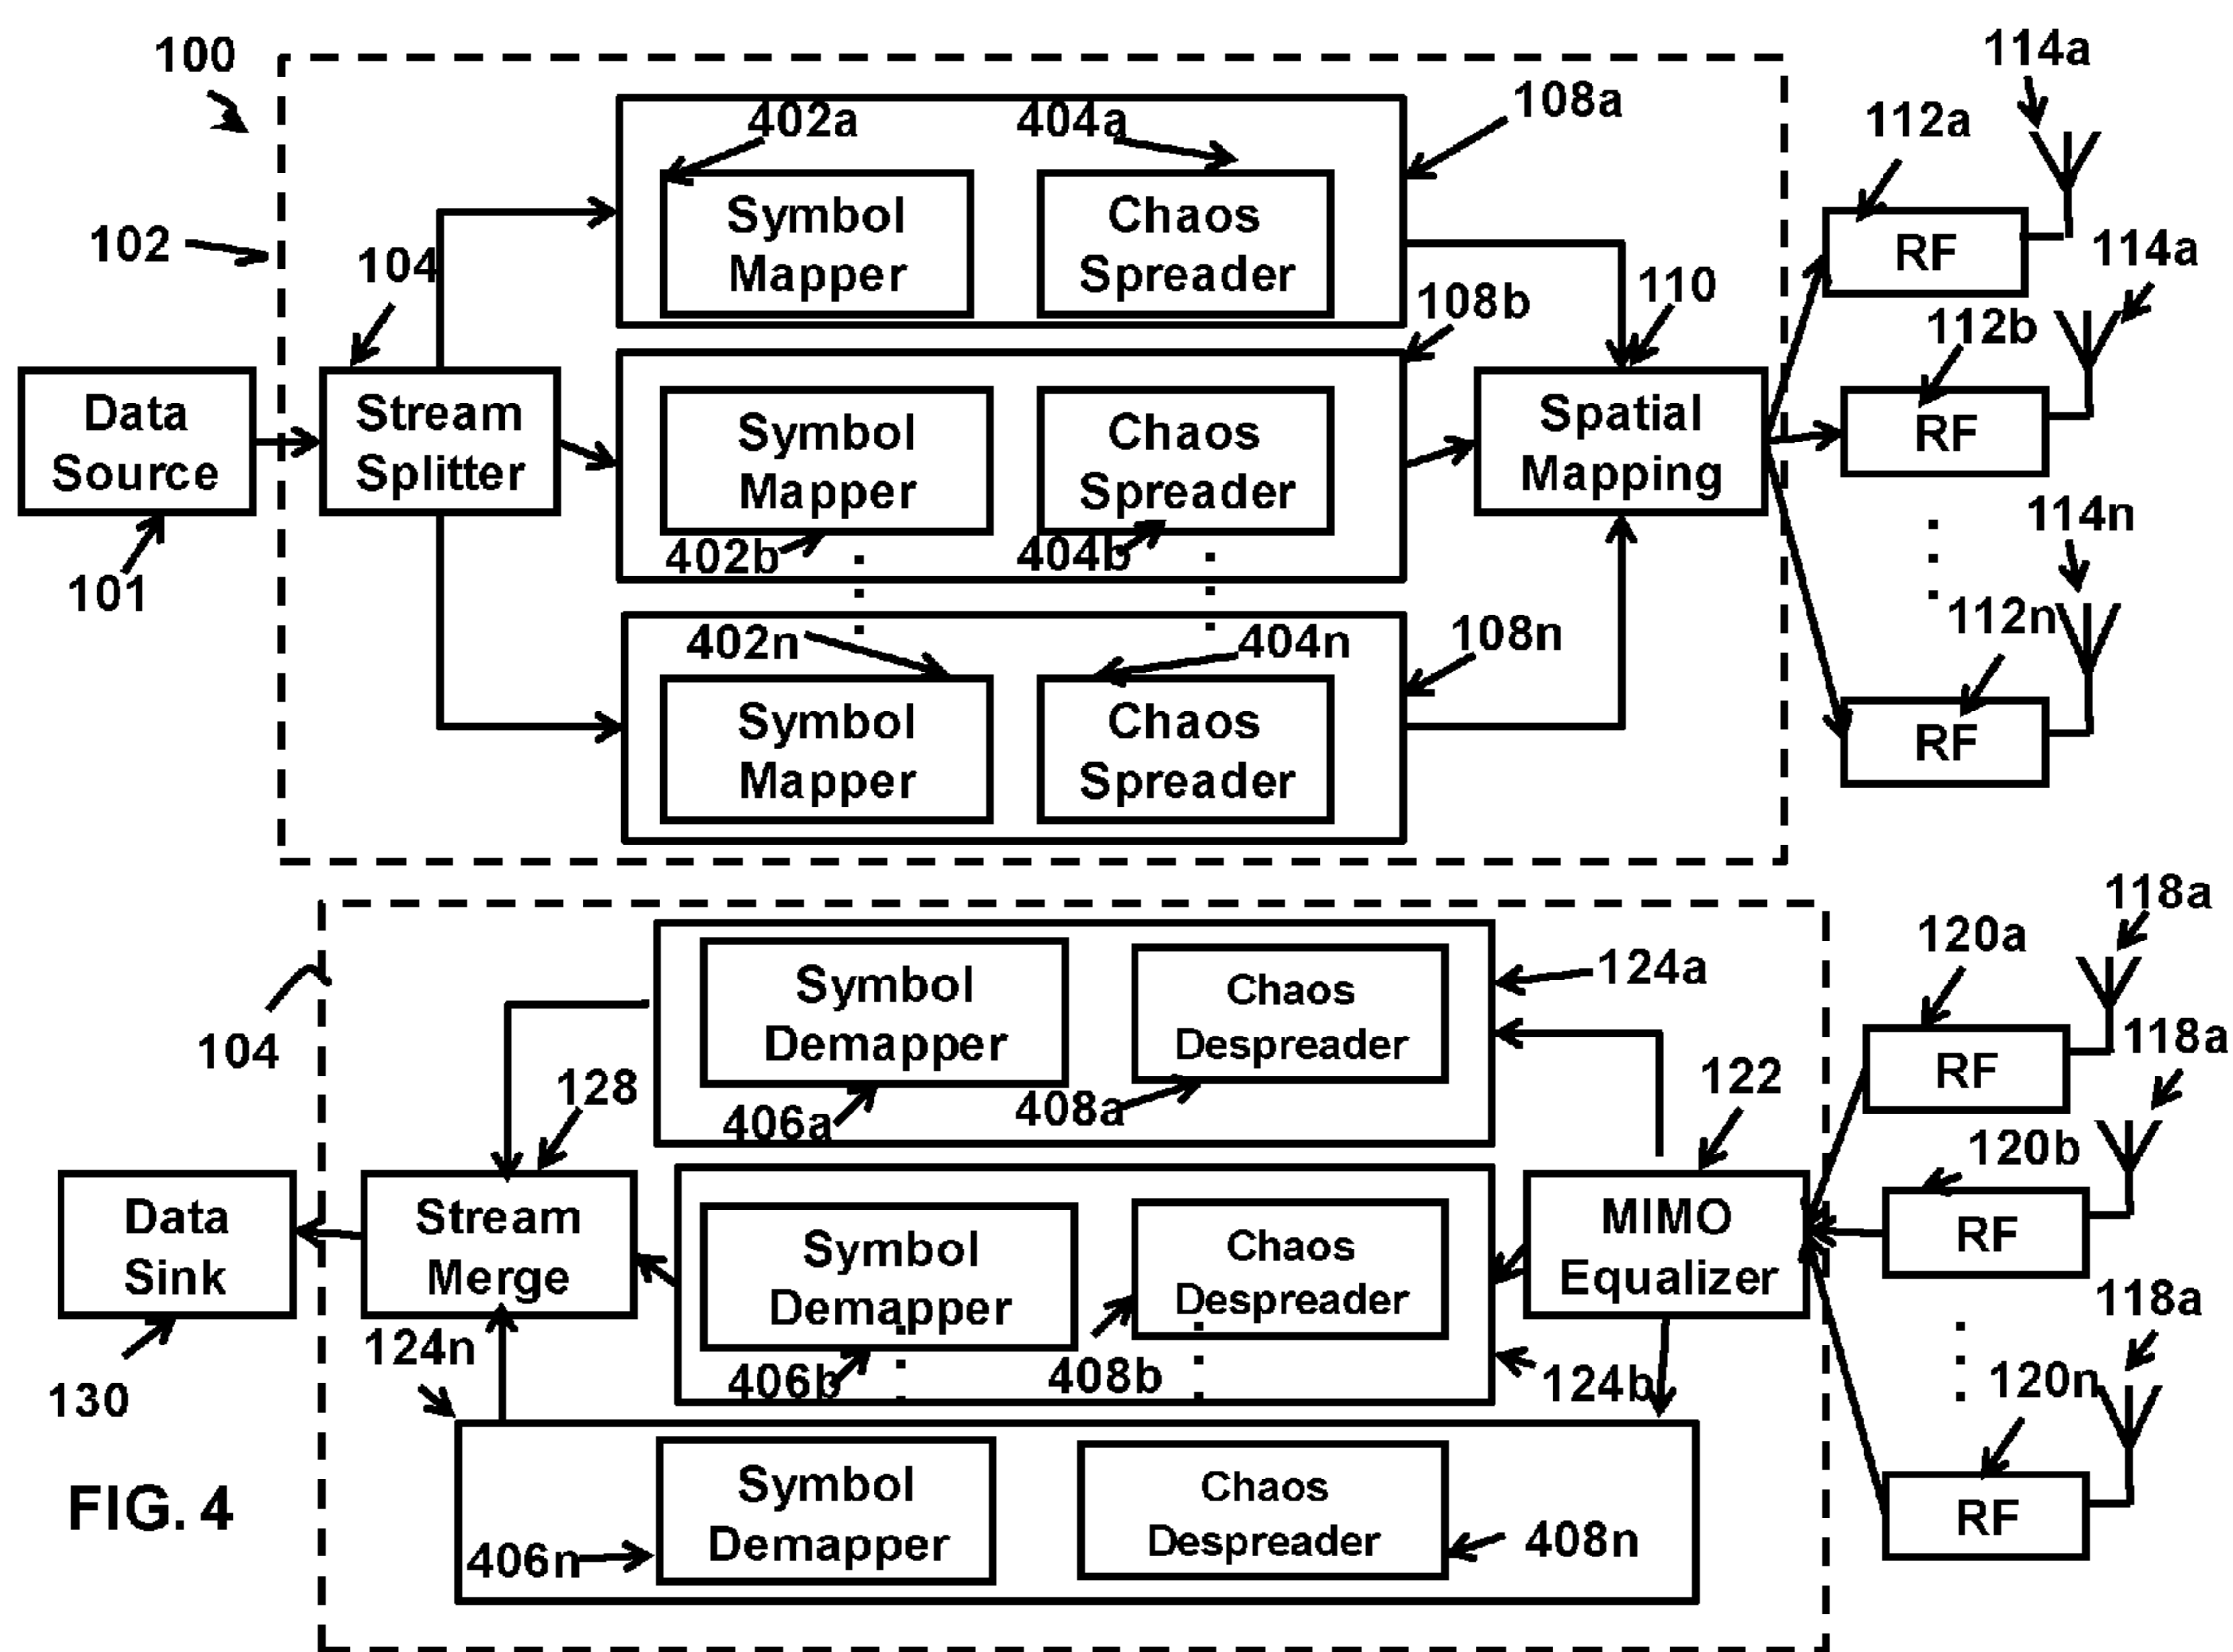 100
114a
402a
404a
108a
112a
Symbol
Mapper
Chaos
Spreader
RF
102
104
108b
110
114a
112b
Data
Source
Stream
Splitter
Symbol
Mapper
Chaos
Spreader
Spatial
Mapping
RF
101
402b
404b
114n
402n
404n
108n
112n
Symbol
Mapper
Chaos
Spreader
RF
118a
120a
124a
Symbol
Demapper
Chaos
Despreader
RF
118a
104
128
406a
408a
122
120b
Data
Sink
Stream
Merge
Symbol
Demapper
Chaos
Despreader
MIMO
Equalizer
RF
118a
124n
130
406b
408b
124b
120n
FIG. 4
Symbol
Demapper
Chaos
Despreader
RF
406n
408n